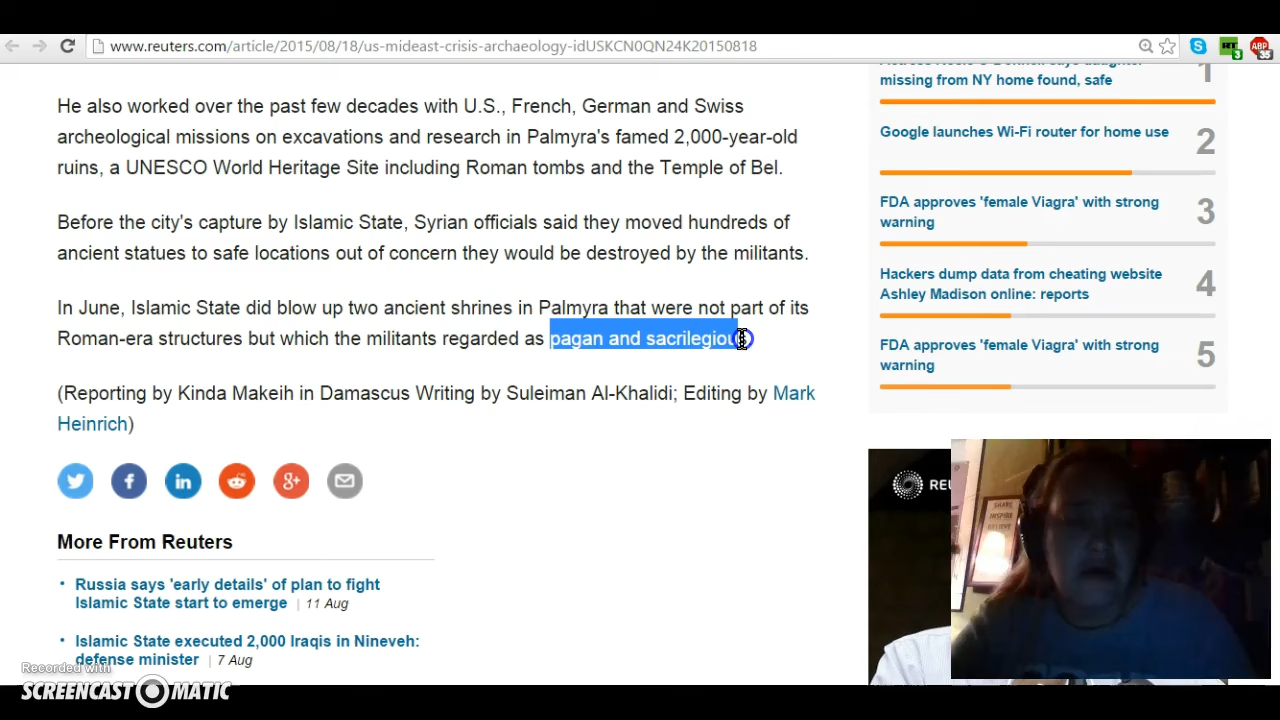 www.reuters.com/article/2015/08/18/us-mideast-crisis-archaeology-idUSKCN0QN24K20150818
RT
3
ABP
35
He also worked over the past few decades with U.S., French, German and Swiss
archeological missions on excavations and research in Palmyra's famed 2,000-year-old
ruins, a UNESCO World Heritage Site including Roman tombs and the Temple of Bel.
Before the city's capture by Islamic State, Syrian officials said they moved hundreds of
ancient statues to safe locations out of concern they would be destroyed by the militants.
In June, Islamic State did blow up two ancient shrines in Palmyra that were not part of its
Roman-era structures but which the militants regarded as pagan and sacrilegious
(Reporting by Kinda Makeih in Damascus Writing by Suleiman Al-Khalidi; Editing by Mark
Heinrich)
More From Reuters
Russia says 'early details' of plan to fight
Islamic State start to emerge | 11 Aug
Islamic State executed 2,000 Iraqis in Nineveh:
defense minister | 7 Aug
missing from NY home found, safe
1
Google launches Wi-Fi router for home use
2
FDA approves 'female Viagra' with strong
warning
3
Hackers dump data from cheating website
Ashley Madison online: reports
4
FDA approves 'female Viagra' with strong
warning
5
REU
SHARE
INSPIRE
Recorded with
SCREENCAST MATIC